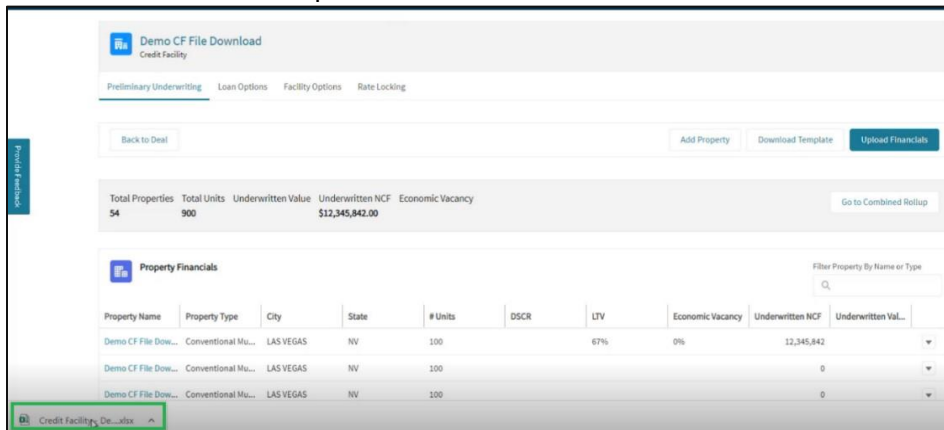 Demo CF File Download
Credit Facility
Preliminary Underwriting Loan Options Facility Options Rate Locking
Back to Deal Add Property Download Template Upload Financials
Provide Feedback
Total Properties Total Units Underwritten Value Underwritten NCF Economic Vacancy
54 900 $12,345,842.00
Go to Combined Rollup
Property Financials
Filter Property By Name or Type
Property Name Property Type City State # Units DSCR LTV Economic Vacancy Underwritten NCF Underwritten Val...
Demo CF File Dow... Conventional Mu... LAS VEGAS NV 100 67% 0% 12,345,842
Demo CF File Dow... Conventional Mu... LAS VEGAS NV 100 0
Demo CF File Dow... Conventional Mu... LAS VEGAS NV 100 0
Credit Facility De....xlsx